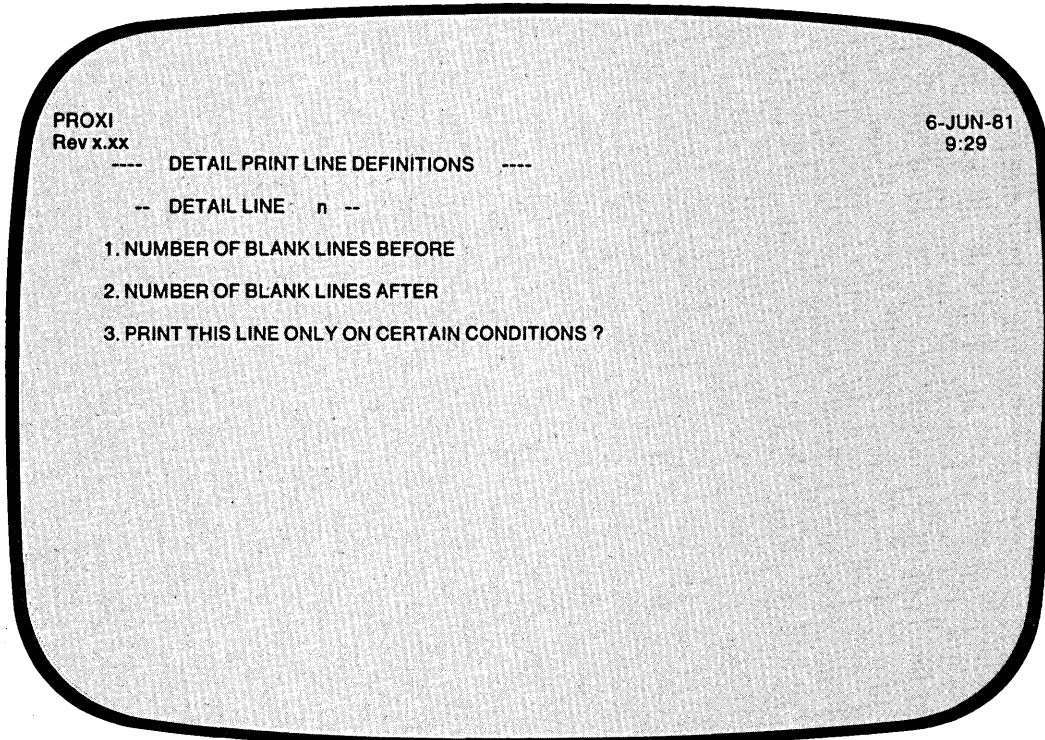 PROXI 6-JUN-81
Rev x.xx 9:29
---- DETAIL PRINT LINE DEFINITIONS ----
-- DETAIL LINE n --
1. NUMBER OF BLANK LINES BEFORE
2. NUMBER OF BLANK LINES AFTER
3. PRINT THIS LINE ONLY ON CERTAIN CONDITIONS ?